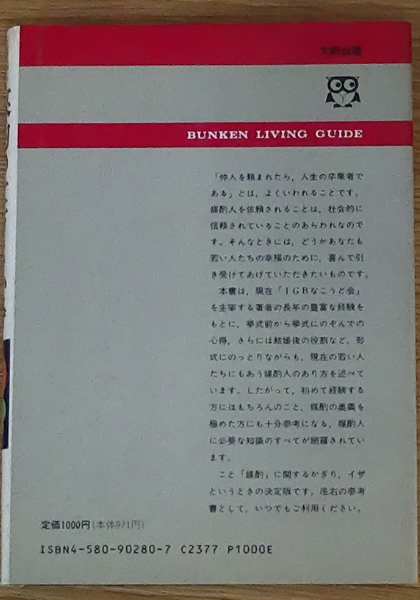 文研出版
BUNKEN LIVING GUIDE
「仲人を頼まれたら，人生の卒業者で
ある」とは，よくいわれることです。
媒酌人を依頼されることは，社会的に
信頼されていることのあらわれなので
す。そんなときには，どうかあなたも
若い人たちの幸福のために，喜んで引
き受けてあげていただきたいものです。
本書は，現在「IGBなこうど会」
を主宰する著者の長年の豊富な経験を
もとに，挙式前から挙式にのぞんでの
心得，さらには結婚後の役割など，形
式にのっとりながらも，現在の若い人
たちにもあう媒酌人のあり方を述べて
います。したがって，初めて経験する
方にはもちろんのこと，媒酌の奥義を
極めた方にも十分参考になる，媒酌人
に必要な知識のすべてが網羅されてい
ます。
こと「媒酌」に関するかぎり，イザ
というときの決定版です。座右の参考
書として，いつでもご利用ください。
定価1000円(本体971円)
ISBN4-580-90280-7 C2377 P1000E